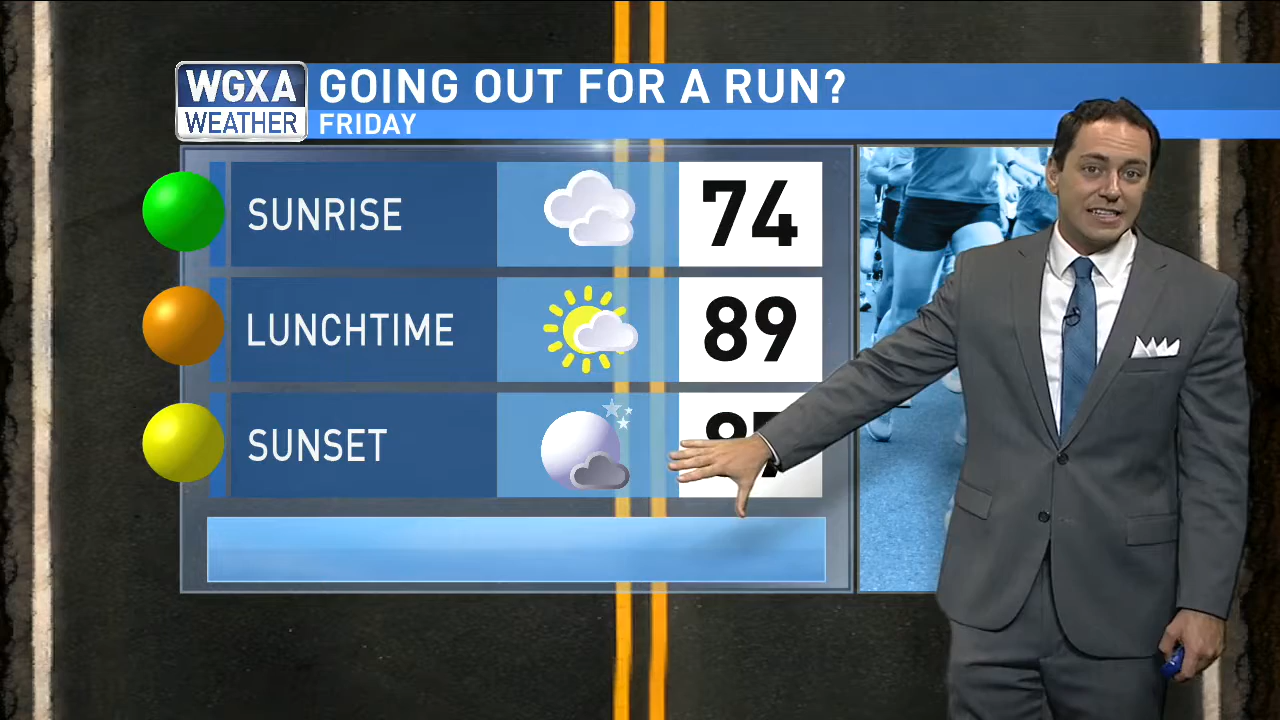 WGXA
WEATHER
GOING OUT FOR A RUN?
FRIDAY
SUNRISE
74
LUNCHTIME
89
SUNSET